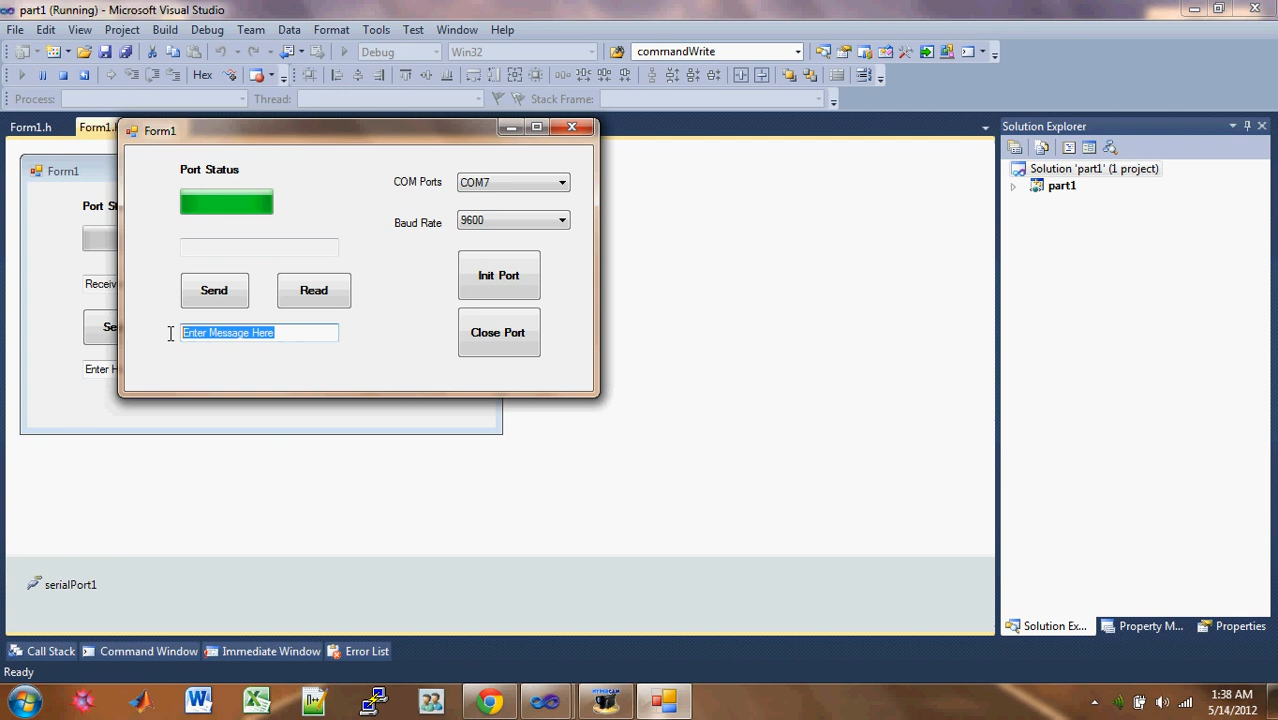 part1 (Running) - Microsoft Visual Studio
File Edit View Project Build Debug Team Data Format Tools Test Window Help
Debug Win32 commandWrite
Hex
Process: Thread: Stack Frame:
Form1.h Form1. Solution Explorer
Form1 Form1
Solution 'part1' (1 project)
part1
Port Status
COM Ports COM7
Port St
Baud Rate 9600
Receiv
Send Read Init Port
Se
Enter Message Here Close Port
Enter H
serialPort1
Solution Ex... Property M... Properties
Call Stack Command Window Immediate Window Error List
Ready
HYPERCAM
1:38 AM
5/14/2012